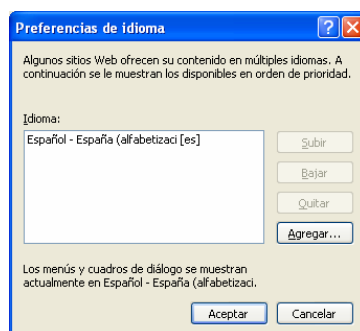 Preferencias de idioma
Algunos sitios Web ofrecen su contenido en múltiples idiomas. A
continuación se le muestran los disponibles en orden de prioridad.
Idioma:
Español - España (alfabetizaci [es]
Subir
Bajar
Quitar
Agregar...
Los menús y cuadros de diálogo se muestran
actualmente en Español - España (alfabetizaci.
Aceptar
Cancelar